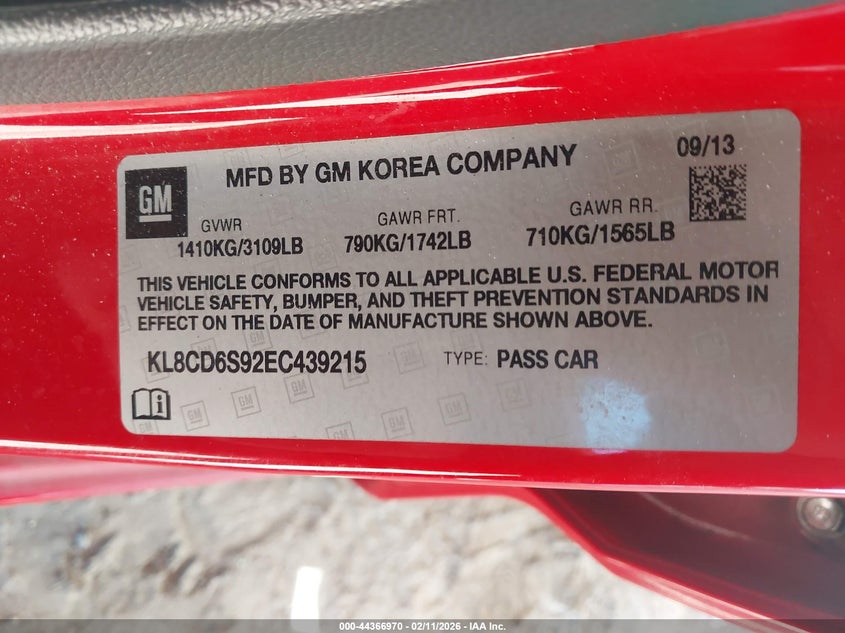 MFD BY GM KOREA COMPANY
09/13
GM
GVWR
GAWR FRT.
GAWR RR.
1410KG/3109LB
790KG/1742LB
710KG/1565LB
THIS VEHICLE CONFORMS TO ALL APPLICABLE U.S. FEDERAL MOTOR
VEHICLE SAFETY, BUMPER, AND THEFT PREVENTION STANDARDS IN
EFFECT ON THE DATE OF MANUFACTURE SHOWN ABOVE.
KL8CD6S92EC439215
TYPE: PASS CAR
000-44366970 - 02/11/2026 - IAA Inc.